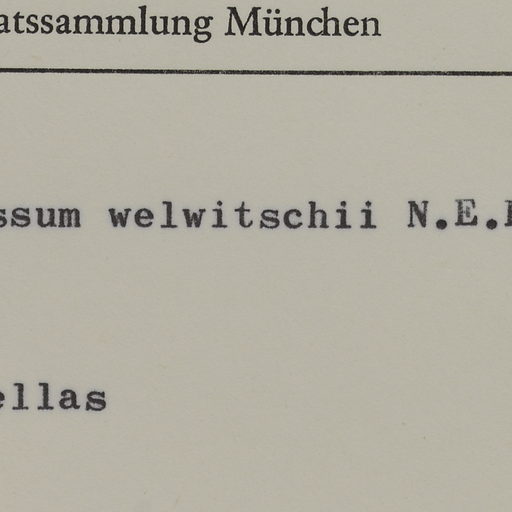 atssammlung München
ssum welwitschii N.E.
ellas